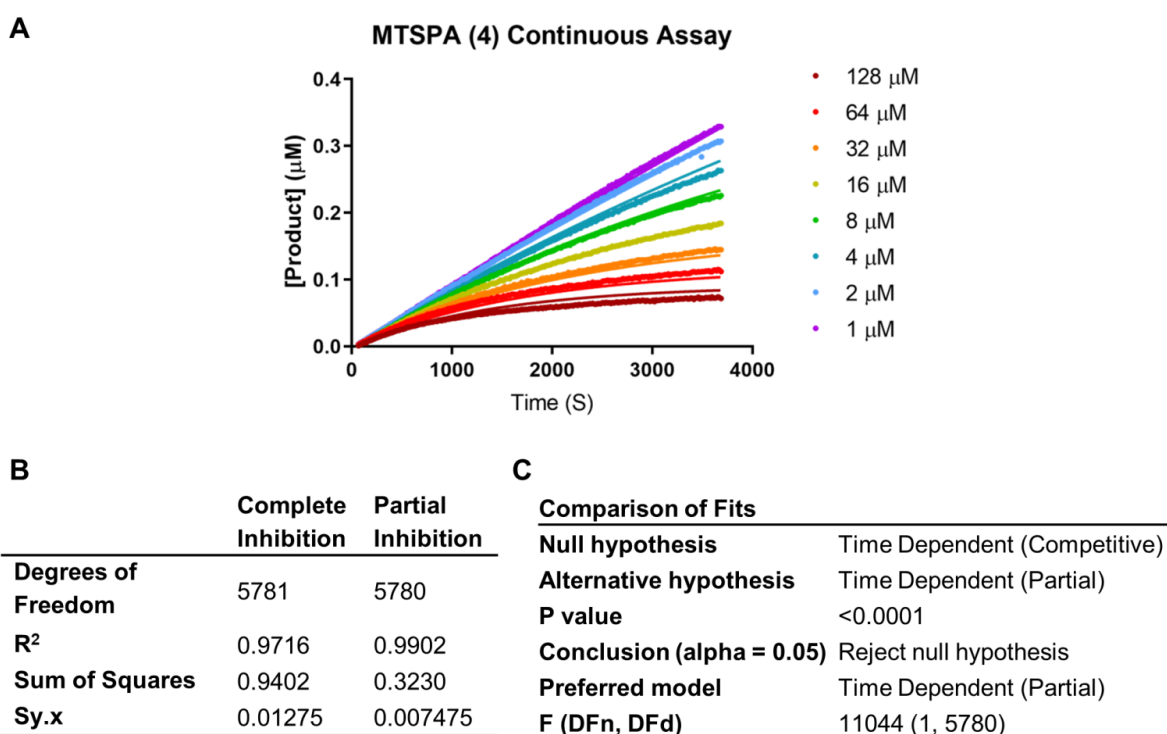 A
MTSPA (4) Continuous Assay
[Product] (μM)
0.4
0.3
0.2
0.1
0.0
0 1000 2000 3000 4000
Time (S)
128 μM
64 μM
32 μM
16 μM
8 μM
4 μM
2 μM
1 μM
B
Complete Partial
Inhibition Inhibition
Degrees of
Freedom 5781 5780
R² 0.9716 0.9902
Sum of Squares 0.9402 0.3230
Sy.x 0.01275 0.007475
C
Comparison of Fits
Null hypothesis Time Dependent (Competitive)
Alternative hypothesis Time Dependent (Partial)
P value <0.0001
Conclusion (alpha = 0.05) Reject null hypothesis
Preferred model Time Dependent (Partial)
F (DFn, DFd) 11044 (1, 5780)